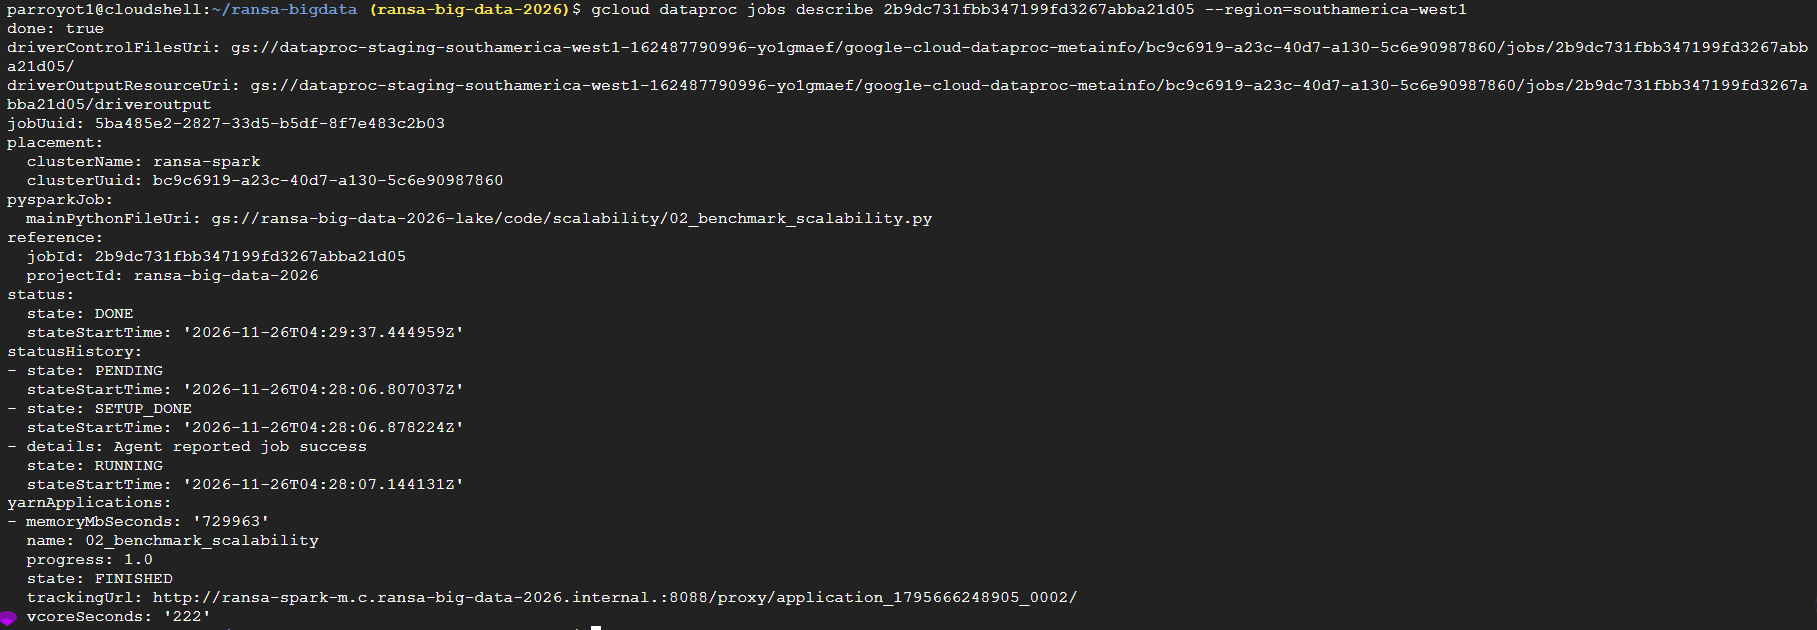 parroyot1@cloudshell:~/ransa-bigdata (ransa-big-data-2026)$ gcloud dataproc jobs describe 2b9dc731fbb347199fd3267abba21d05 --region=southamerica-west1
done: true
driverControlFilesUri: gs://dataproc-staging-southamerica-west1-162487790996-yo1gmaef/google-cloud-dataproc-metainfo/bc9c6919-a23c-40d7-a130-5c6e90987860/jobs/2b9dc731fbb347199fd3267abb
a21d05/
driverOutputResourceUri: gs://dataproc-staging-southamerica-west1-162487790996-yo1gmaef/google-cloud-dataproc-metainfo/bc9c6919-a23c-40d7-a130-5c6e90987860/jobs/2b9dc731fbb347199fd3267a
bba21d05/driveroutput
jobUuid: 5ba485e2-2827-33d5-b5df-8f7e483c2b03
placement:
  clusterName: ransa-spark
  clusterUuid: bc9c6919-a23c-40d7-a130-5c6e90987860
pysparkJob:
  mainPythonFileUri: gs://ransa-big-data-2026-lake/code/scalability/02_benchmark_scalability.py
reference:
  jobId: 2b9dc731fbb347199fd3267abba21d05
  projectId: ransa-big-data-2026
status:
  state: DONE
  stateStartTime: '2026-11-26T04:29:37.444959Z'
statusHistory:
- state: PENDING
  stateStartTime: '2026-11-26T04:28:06.807037Z'
- state: SETUP_DONE
  stateStartTime: '2026-11-26T04:28:06.878224Z'
- details: Agent reported job success
  state: RUNNING
  stateStartTime: '2026-11-26T04:28:07.144131Z'
yarnApplications:
- memoryMbSeconds: '729963'
  name: 02_benchmark_scalability
  progress: 1.0
  state: FINISHED
  trackingUrl: http://ransa-spark-m.c.ransa-big-data-2026.internal.:8088/proxy/application_1795666248905_0002/
  vcoreSeconds: '222'